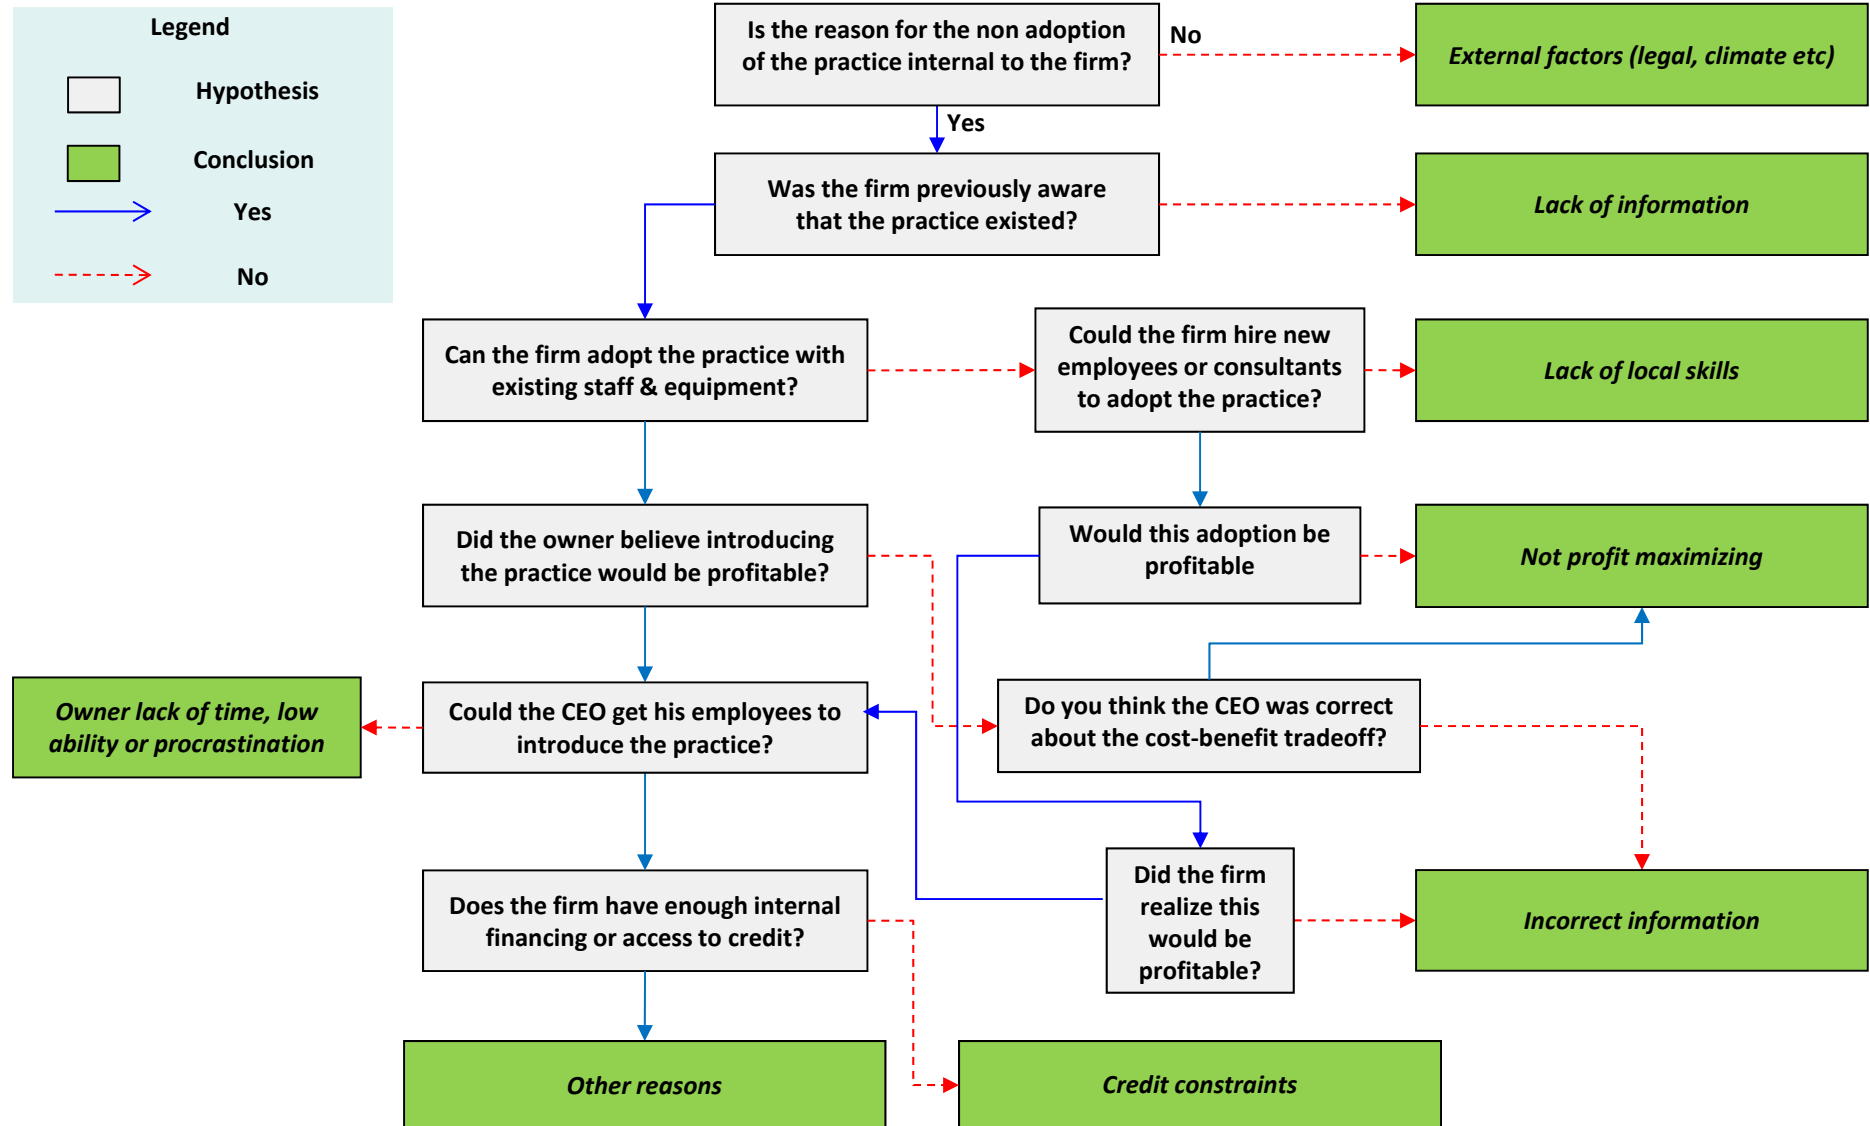 Legend
Hypothesis
Conclusion
Yes
No
Is the reason for the non adoption
of the practice internal to the firm?
No
External factors (legal, climate etc)
Yes
Was the firm previously aware
that the practice existed?
Lack of information
Can the firm adopt the practice with
existing staff & equipment?
Could the firm hire new
employees or consultants
to adopt the practice?
Lack of local skills
Did the owner believe introducing
the practice would be profitable?
Would this adoption be
profitable
Not profit maximizing
Owner lack of time, low
ability or procrastination
Could the CEO get his employees to
introduce the practice?
Do you think the CEO was correct
about the cost-benefit tradeoff?
Does the firm have enough internal
financing or access to credit?
Did the firm
realize this
would be
profitable?
Incorrect information
Other reasons
Credit constraints